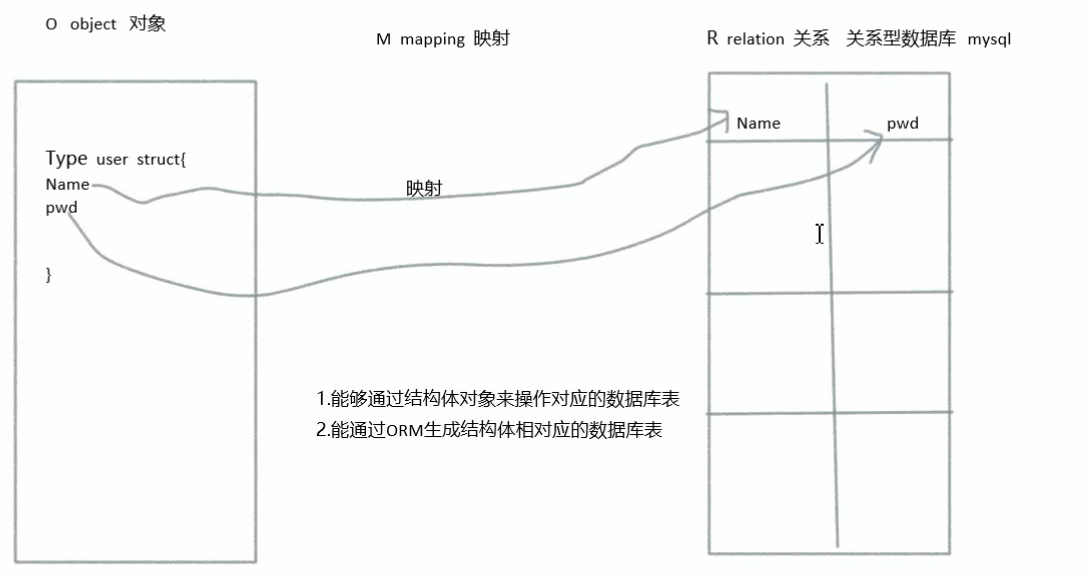 O object 对象
M mapping 映射
R relation 关系 关系型数据库 mysql
Type user struct{
Name
pwd
}
映射
Name pwd
1.能够通过结构体对象来操作对应的数据库表
2.能通过ORM生成结构体相对应的数据库表